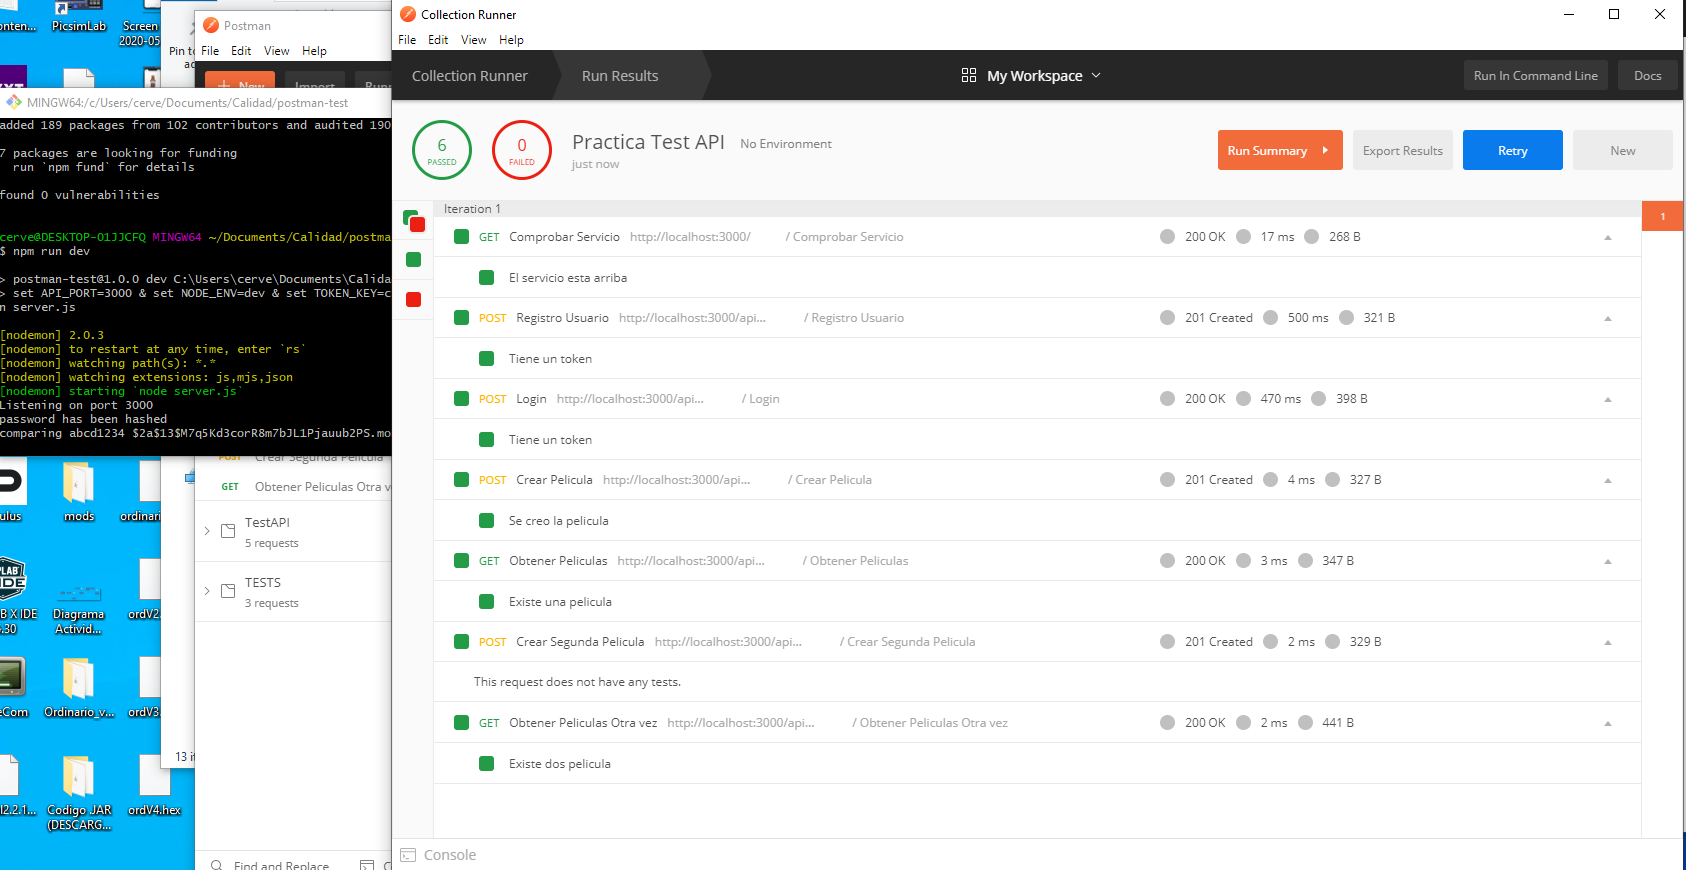 onten...
PicsimLab
Screen
2020-05
Pin to
ac
Postman
File Edit View Help
New Import Runn
MINGW64:/c/Users/cerve/Documents/Calidad/postman-test
added 189 packages from 102 contributors and audited 190
7 packages are looking for funding
run `npm fund` for details
found 0 vulnerabilities
cerve@DESKTOP-O1JJCFQ MINGW64 ~/Documents/Calidad/postma
$ npm run dev
> postman-test@1.0.0 dev C:\Users\cerve\Documents\Calida
> set API_PORT=3000 & set NODE_ENV=dev & set TOKEN_KEY=c
n server.js
[nodemon] 2.0.3
[nodemon] to restart at any time, enter `rs`
[nodemon] watching path(s): *.*
[nodemon] watching extensions: js,mjs,json
[nodemon] starting `node server.js`
Listening on port 3000
password has been hashed
comparing abcd1234 $2a$13$M7q5Kd3corR8m7bJL1Pjauub2PS.mo
POST Crear Segunda Pelicula
GET Obtener Peliculas Otra v
TestAPI
5 requests
TESTS
3 requests
Find and Replace
ulus
mods
ordinari
B X IDE
.30
Diagrama
Activid...
ordV2.
eCom
Ordinario_v...
ordV3.
13 it
I2.2.1...
Codigo .JAR
(DESCARG...
ordV4.hex
Collection Runner
File Edit View Help
Collection Runner Run Results My Workspace Run In Command Line Docs
6
PASSED
0
FAILED
Practica Test API No Environment
just now
Run Summary Export Results Retry New
Iteration 1
1
GET Comprobar Servicio http://localhost:3000/ / Comprobar Servicio 200 OK 17 ms 268 B
El servicio esta arriba
POST Registro Usuario http://localhost:3000/api... / Registro Usuario 201 Created 500 ms 321 B
Tiene un token
POST Login http://localhost:3000/api... / Login 200 OK 470 ms 398 B
Tiene un token
POST Crear Pelicula http://localhost:3000/api... / Crear Pelicula 201 Created 4 ms 327 B
Se creo la pelicula
GET Obtener Peliculas http://localhost:3000/api... / Obtener Peliculas 200 OK 3 ms 347 B
Existe una pelicula
POST Crear Segunda Pelicula http://localhost:3000/api... / Crear Segunda Pelicula 201 Created 2 ms 329 B
This request does not have any tests.
GET Obtener Peliculas Otra vez http://localhost:3000/api... / Obtener Peliculas Otra vez 200 OK 2 ms 441 B
Existe dos pelicula
Console